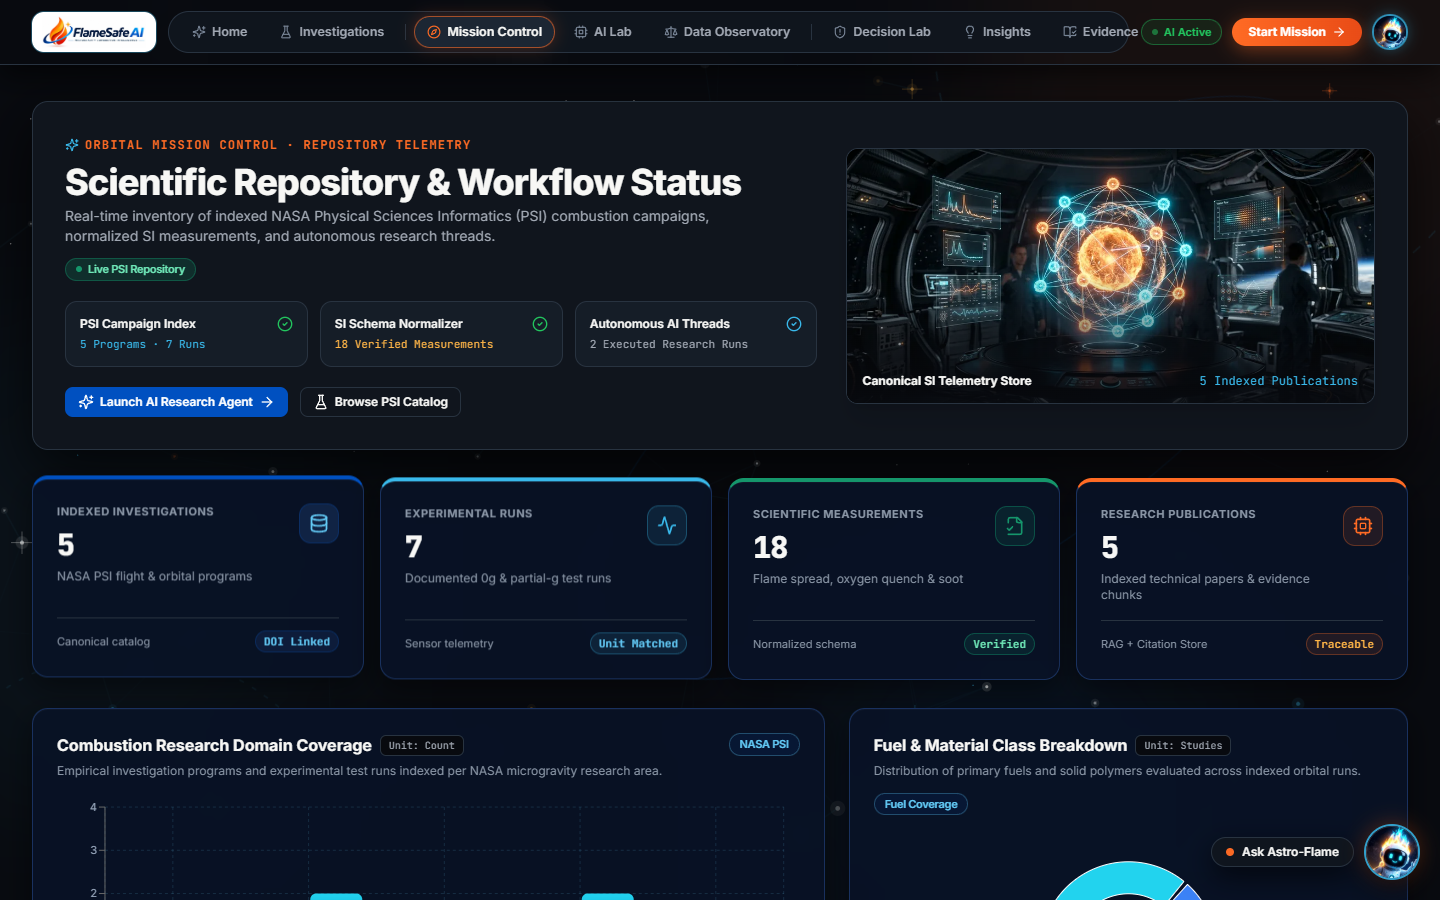 FlameSafeAI
Home
Investigations
Mission Control
AI Lab
Data Observatory
Decision Lab
Insights
Evidence
AI Active
Start Mission
ORBITAL MISSION CONTROL · REPOSITORY TELEMETRY
Scientific Repository & Workflow Status
Real-time inventory of indexed NASA Physical Sciences Informatics (PSI) combustion campaigns,
normalized SI measurements, and autonomous research threads.
Live PSI Repository
PSI Campaign Index
5 Programs · 7 Runs
SI Schema Normalizer
18 Verified Measurements
Autonomous AI Threads
2 Executed Research Runs
Launch AI Research Agent
Browse PSI Catalog
Canonical SI Telemetry Store
5 Indexed Publications
INDEXED INVESTIGATIONS
5
NASA PSI flight & orbital programs
Canonical catalog
DOI Linked
EXPERIMENTAL RUNS
7
Documented 0g & partial-g test runs
Sensor telemetry
Unit Matched
SCIENTIFIC MEASUREMENTS
18
Flame spread, oxygen quench & soot
Normalized schema
Verified
RESEARCH PUBLICATIONS
5
Indexed technical papers & evidence
chunks
RAG + Citation Store
Traceable
Combustion Research Domain Coverage
Unit: Count
NASA PSI
Empirical investigation programs and experimental test runs indexed per NASA microgravity research area.
4
3
2
Fuel & Material Class Breakdown
Unit: Studies
Distribution of primary fuels and solid polymers evaluated across indexed orbital runs.
Fuel Coverage
Ask Astro-Flame